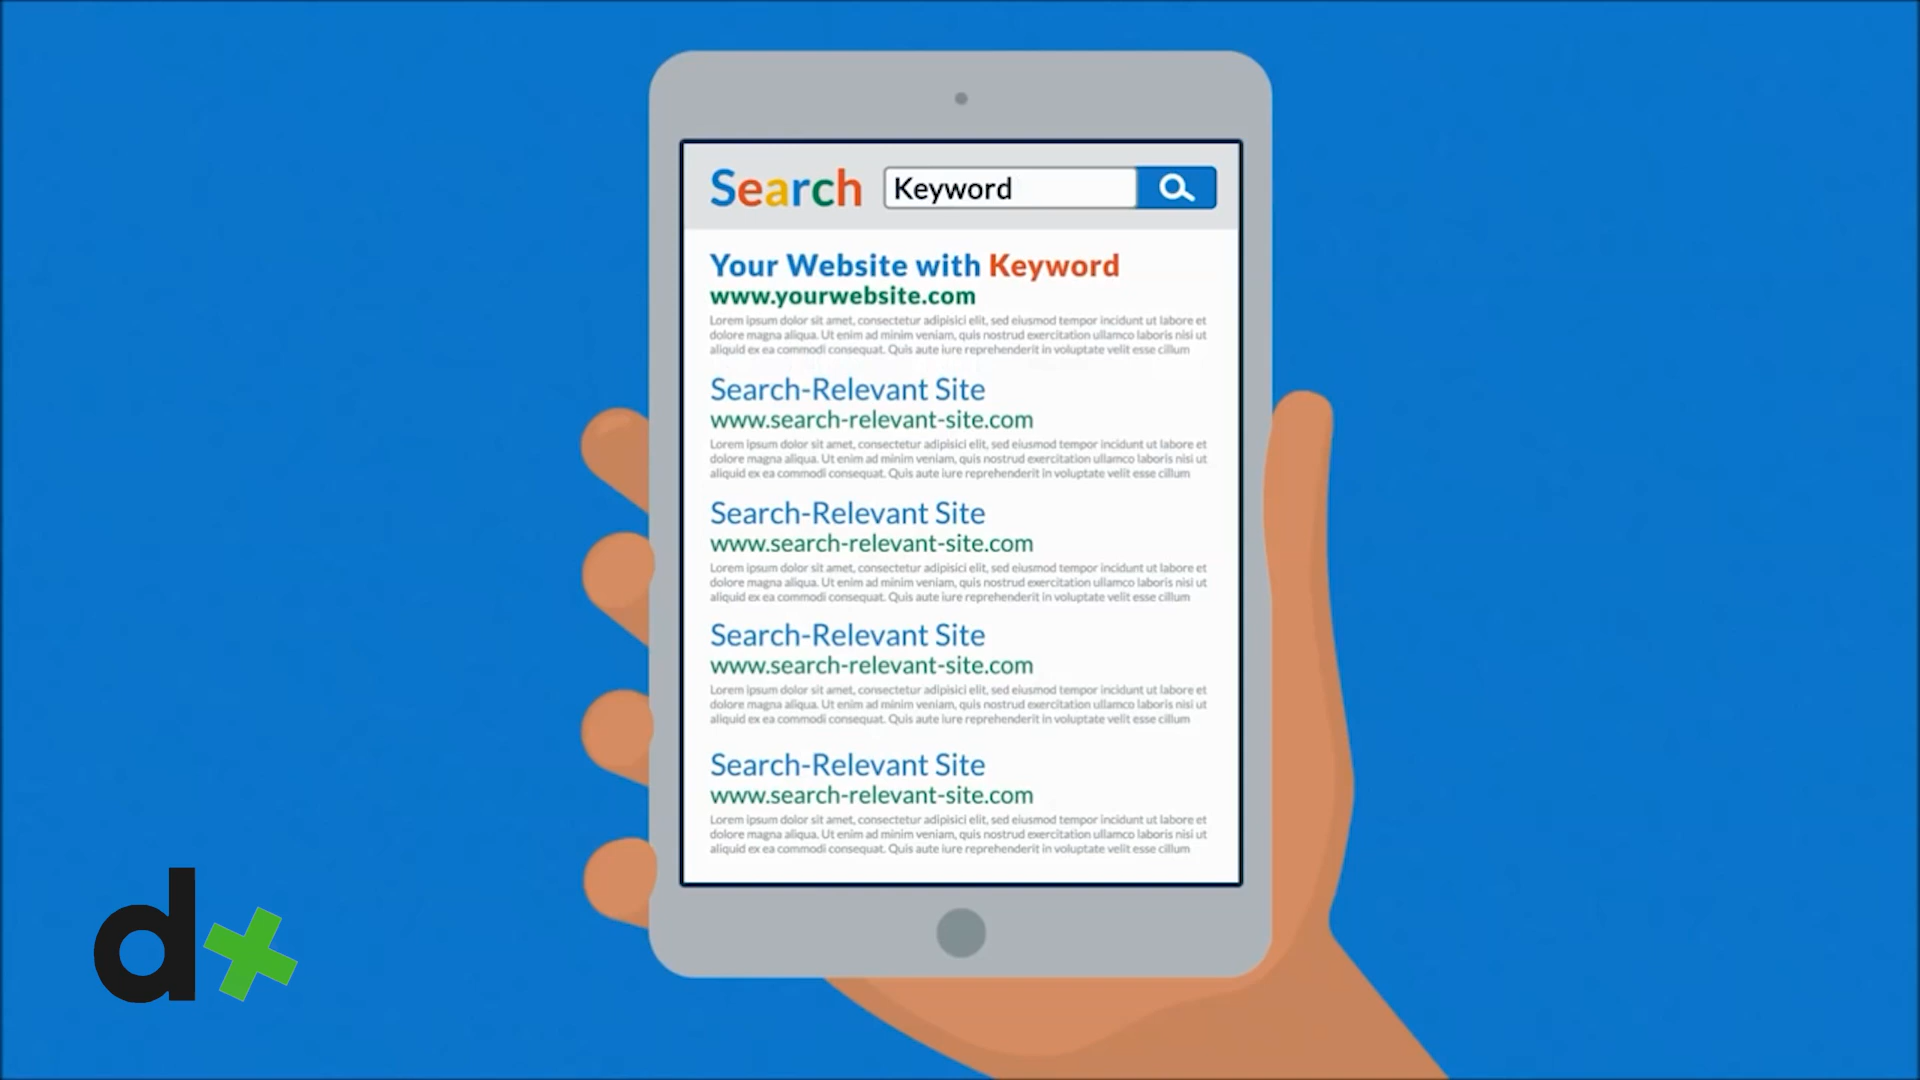 Search Keyword
Your Website with Keyword
www.yourwebsite.com
Lorem ipsum dolor sit amet, consectetur adipisici elit, sed eiusmod tempor incidunt ut labore et
dolore magna aliqua. Ut enim ad minim veniam, quis nostrud exercitation ullamco laboris nisi ut
aliquid ex ea commodi consequat. Quis aute iure reprehenderit in voluptate velit esse cillum
Search-Relevant Site
www.search-relevant-site.com
Lorem ipsum dolor sit amet, consectetur adipisici elit, sed eiusmod tempor incidunt ut labore et
dolore magna aliqua. Ut enim ad minim veniam, quis nostrud exercitation ullamco laboris nisi ut
aliquid ex ea commodi consequat. Quis aute iure reprehenderit in voluptate velit esse cillum
Search-Relevant Site
www.search-relevant-site.com
Lorem ipsum dolor sit amet, consectetur adipisici elit, sed eiusmod tempor incidunt ut labore et
dolore magna aliqua. Ut enim ad minim veniam, quis nostrud exercitation ullamco laboris nisi ut
aliquid ex ea commodi consequat. Quis aute iure reprehenderit in voluptate velit esse cillum
Search-Relevant Site
www.search-relevant-site.com
Lorem ipsum dolor sit amet, consectetur adipisici elit, sed eiusmod tempor incidunt ut labore et
dolore magna aliqua. Ut enim ad minim veniam, quis nostrud exercitation ullamco laboris nisi ut
aliquid ex ea commodi consequat. Quis aute iure reprehenderit in voluptate velit esse cillum
Search-Relevant Site
www.search-relevant-site.com
Lorem ipsum dolor sit amet, consectetur adipisici elit, sed eiusmod tempor incidunt ut labore et
dolore magna aliqua. Ut enim ad minim veniam, quis nostrud exercitation ullamco laboris nisi ut
aliquid ex ea commodi consequat. Quis aute iure reprehenderit in voluptate velit esse cillum
d+